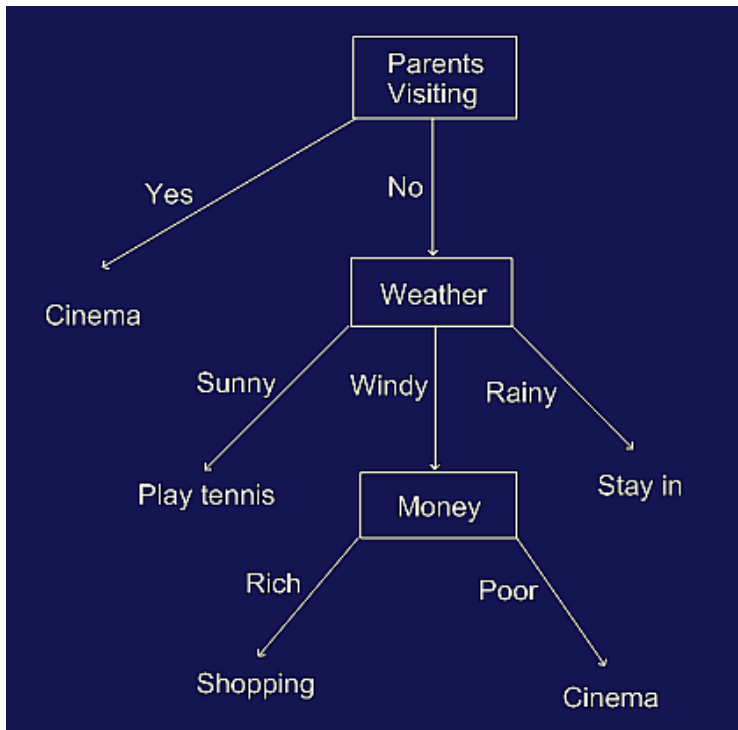 Parents
Visiting
Yes
No
Cinema
Weather
Sunny
Windy
Rainy
Play tennis
Money
Stay in
Rich
Poor
Shopping
Cinema